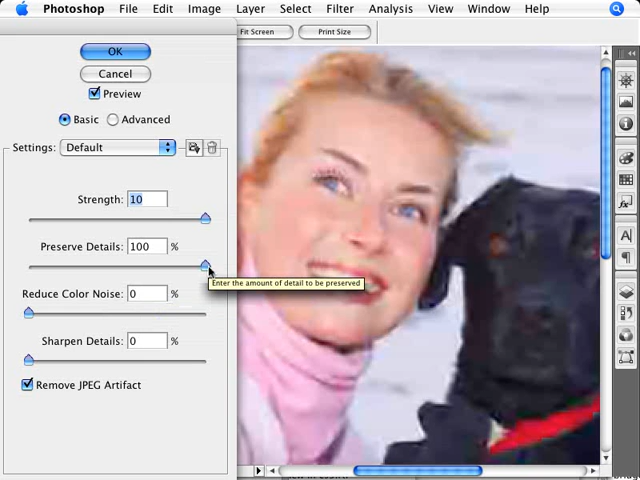 Photoshop File Edit Image Layer Select Filter Analysis View Window Help
Fit Screen Print Size
OK
Cancel
Preview
Basic Advanced
Settings: Default
Strength: 10
Preserve Details: 100 %
Enter the amount of detail to be preserved
Reduce Color Noise: 0 %
Sharpen Details: 0 %
Remove JPEG Artifact